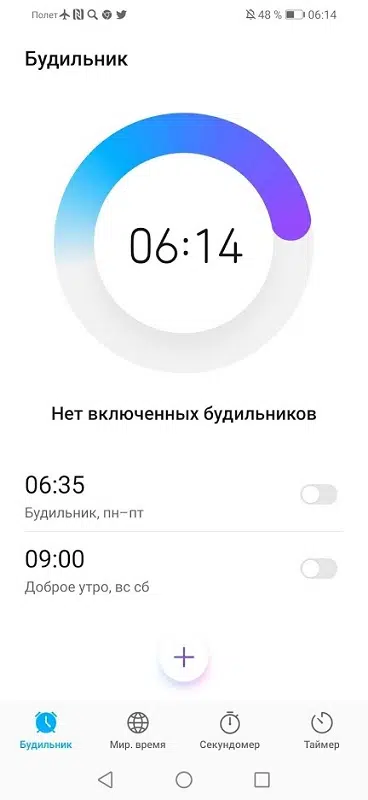 Полет 48 % 06:14
Будильник
06:14
Нет включенных будильников
06:35
Будильник, пн–пт
09:00
Доброе утро, вс сб
Будильник Мир. время Секундомер Таймер